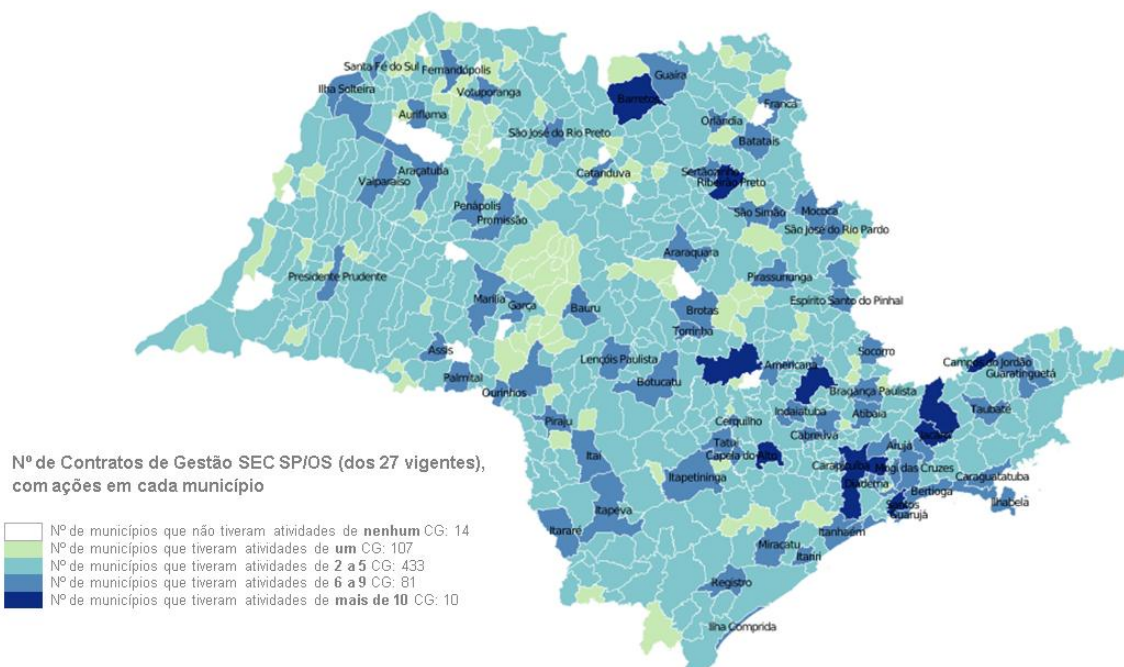 Santa Fé do Sul
Fernandópolis
Guaíra
Ilha Solteira
Votuporanga
Barretos
Franca
Auriflama
Orlândia
São José do Rio Preto
Batatais
Araçatuba
Catanduva
Sertãozinho
Valparaíso
Ribeirão Preto
Penápolis
São Simão
Mococa
Promissão
São José do Rio Pardo
Araraquara
Presidente Prudente
Pirassununga
Marília
Garça
Bauru
Brotas
Espírito Santo do Pinhal
Torrinha
Assis
Lençóis Paulista
Americana
Socorro
Campos do Jordão
Palmital
Botucatu
Guaratinguetá
Ourinhos
Bragança Paulista
Piraju
Cerquilho
Indaiatuba
Atibaia
Taubaté
Tatuí
Cabreúva
Jacareí
Itaí
Capela do Alto
Arujá
Itapetininga
Carapicuíba
Mogi das Cruzes
Caraguatatuba
Diadema
Bertioga
Itapeva
Santos
Ilhabela
Itararé
Guarujá
Itanhaém
Miracatu
Itariri
Registro
Ilha Comprida
Nº de Contratos de Gestão SEC SP/OS (dos 27 vigentes),
com ações em cada município
Nº de municípios que não tiveram atividades de nenhum CG: 14
Nº de municípios que tiveram atividades de um CG: 107
Nº de municípios que tiveram atividades de 2 a 5 CG: 433
Nº de municípios que tiveram atividades de 6 a 9 CG: 81
Nº de municípios que tiveram atividades de mais de 10 CG: 10